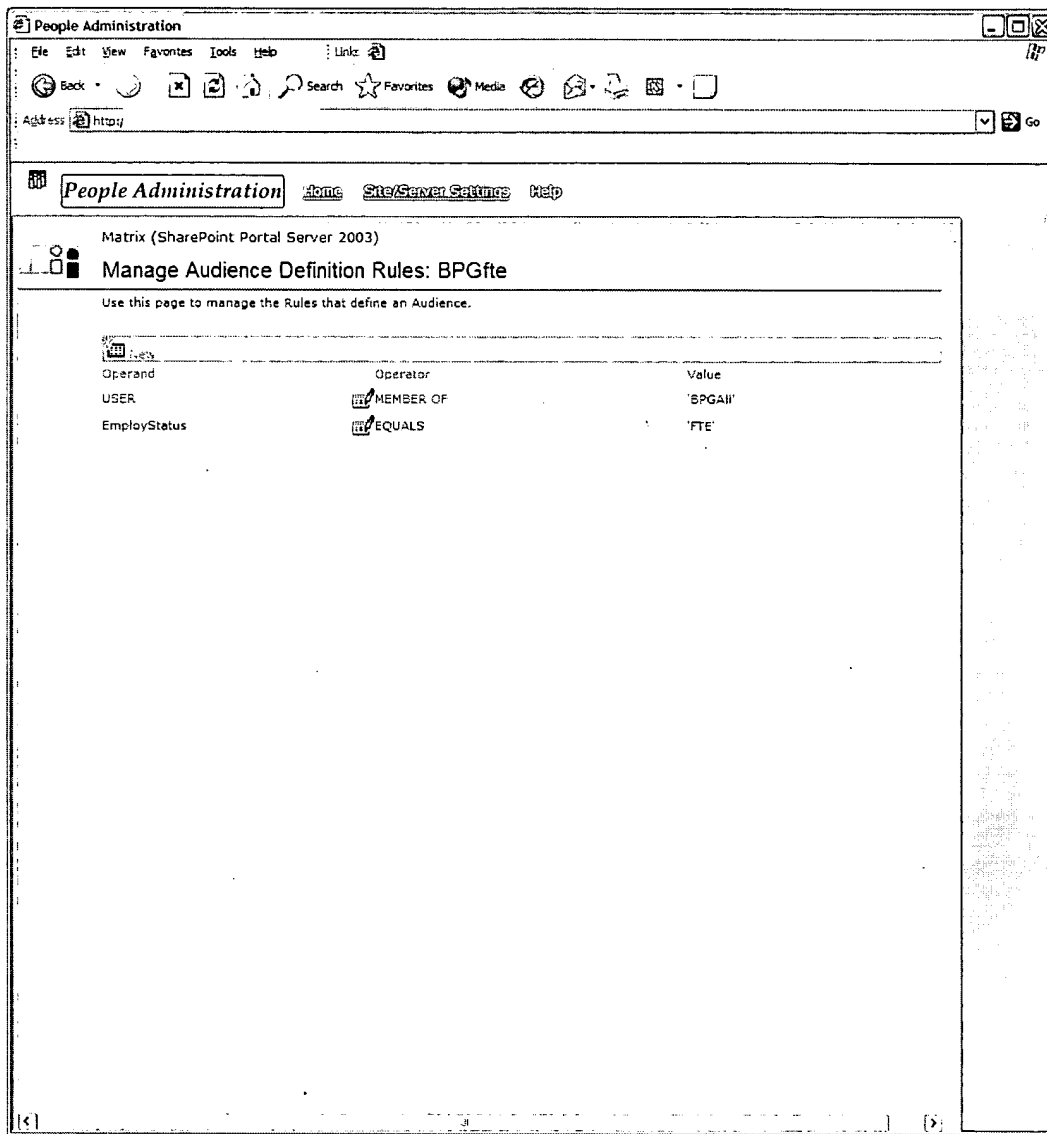 People Administration
File Edit View Favorites Tools Help Links
Back Search Favorites Media
Address http:// Go
People Administration Home Site/Server Settings Help
Matrix (SharePoint Portal Server 2003)
Manage Audience Definition Rules: BPGfte
Use this page to manage the Rules that define an Audience.
New
Operand Operator Value
USER MEMBER OF 'BPGAll'
EmployStatus EQUALS 'FTE'